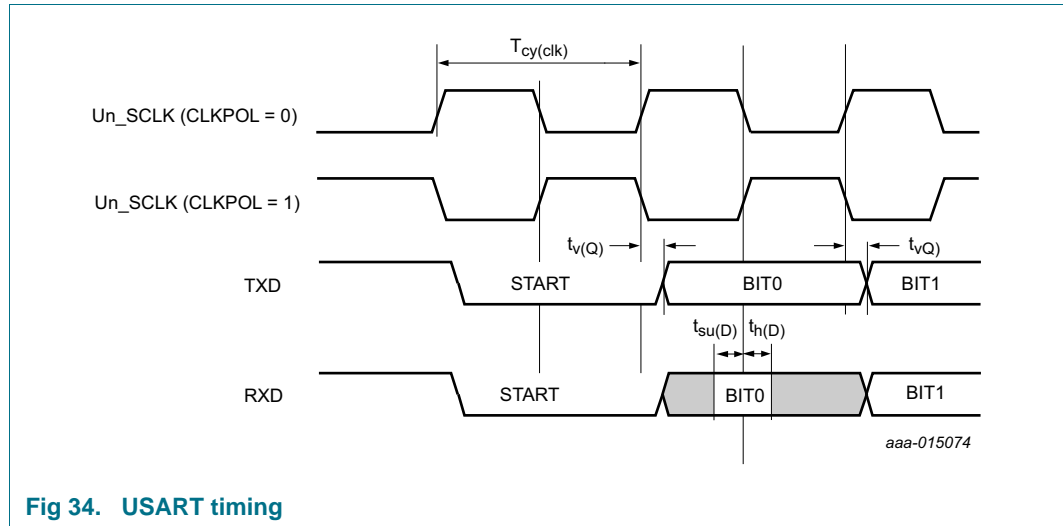 Tcy(clk)
Un_SCLK (CLKPOL = 0)
Un_SCLK (CLKPOL = 1)
tv(Q) tvQ)
TXD START BIT0 BIT1
tsu(D) th(D)
RXD START BIT0 BIT1
aaa-015074
Fig 34. USART timing